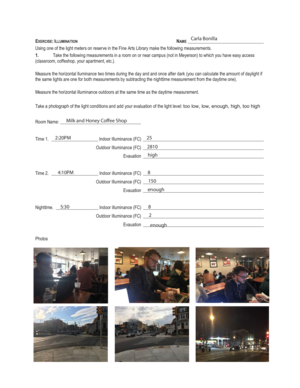 Carla Bonilla
EXERCISE: ILLUMINATION NAME
Using one of the light meters on reserve in the Fine Arts Library make the following measurements.
1. Take the following measurements in a room on or near campus (not in Meyerson) to which you have easy access
(classroom, coffeeshop, your apartment, etc.).
Measure the horizontal illuminance two times during the day and once after dark (you can calculate the amount of daylight if
the same lights are one for both measurements by subtracting the nighttime measurement from the daytime one).
Measure the horizontal illuminance outdoors at the same time as the daytime measurement.
Take a photograph of the light conditions and add your evaluation of the light level: too low, low, enough, high, too high
Room Name: Milk and Honey Coffee Shop
Time 1. 2:20PM Indoor Illuminance (FC) 25
Outdoor Illuminance (FC) 2810
Evaluation high
Time 2. 4:10PM Indoor Illuminance (FC) 8
Outdoor Illuminance (FC) 150
Evaluation enough
Nighttime. 5:30 Indoor Illuminance (FC) 6
Outdoor Illuminance (FC) 2
Evaluation enough
Photos